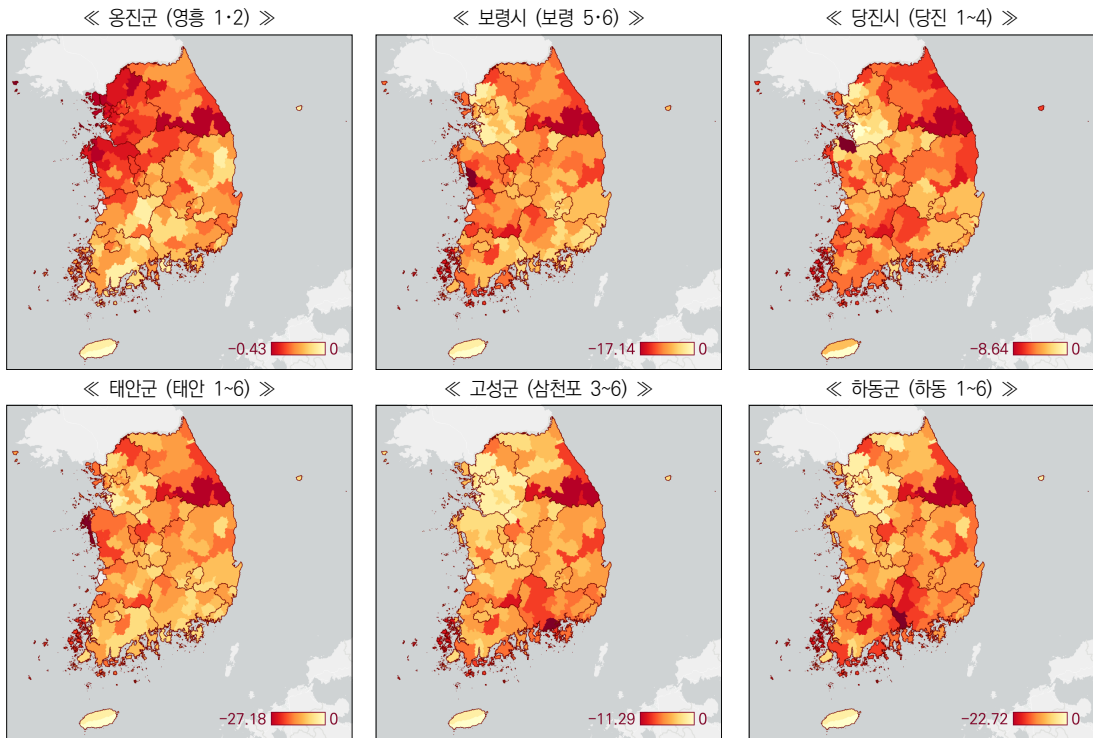 ≪ 옹진군 (영흥 1·2) ≫
≪ 보령시 (보령 5·6) ≫
≪ 당진시 (당진 1~4) ≫
−0.43 0
−17.14 0
−8.64 0
≪ 태안군 (태안 1~6) ≫
≪ 고성군 (삼천포 3~6) ≫
≪ 하동군 (하동 1~6) ≫
−27.18 0
−11.29 0
−22.72 0